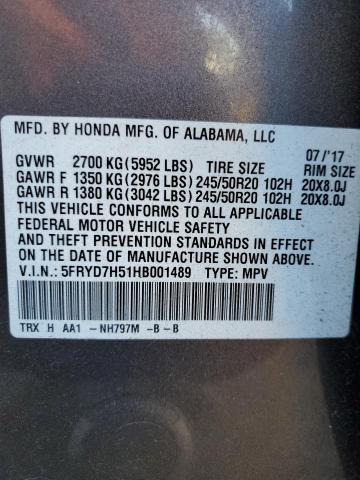 MFD. BY HONDA MFG. OF ALABAMA, LLC
07/'17
GVWR 2700 KG(5952 LBS) TIRE SIZE RIM SIZE
GAWR F 1350 KG(2976 LBS) 245/50R20 102H 20X8.0J
GAWR R 1380 KG(3042 LBS) 245/50R20 102H 20X8.0J
THIS VEHICLE CONFORMS TO ALL APPLICABLE
FEDERAL MOTOR VEHICLE SAFETY
AND THEFT PREVENTION STANDARDS IN EFFECT
ON THE DATE OF MANUFACTURE SHOWN ABOVE.
V.I.N.: 5FRYD7H51HB001489 TYPE: MPV
TRX H AA1 -NH797M -B-B